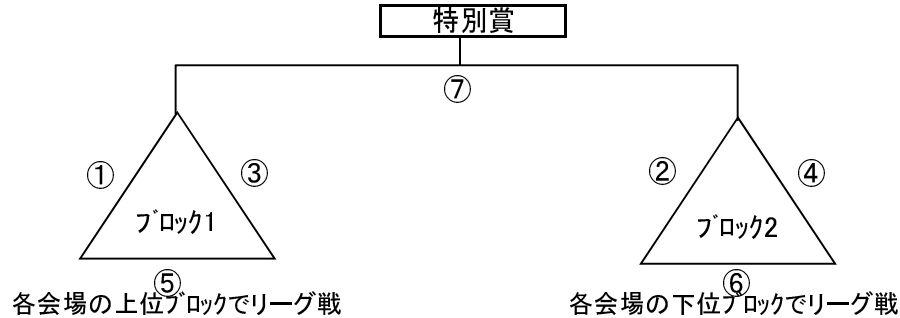 特別賞
⑦
① ③
② ④
ブロック1
ブロック2
⑤
⑥
各会場の上位ブロックでリーグ戦
各会場の下位ブロックでリーグ戦